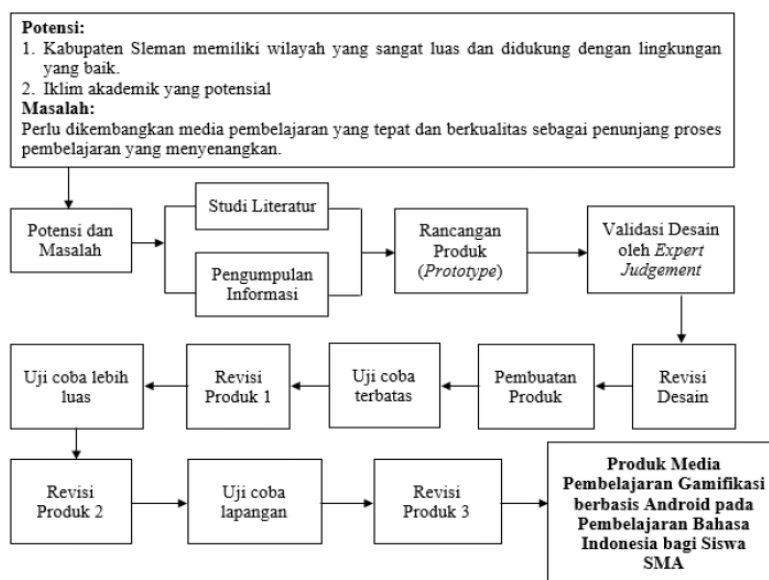 Potensi:
1. Kabupaten Sleman memiliki wilayah yang sangat luas dan didukung dengan lingkungan
yang baik.
2. Iklim akademik yang potensial
Masalah:
Perlu dikembangkan media pembelajaran yang tepat dan berkualitas sebagai penunjang proses
pembelajaran yang menyenangkan.
Potensi dan
Masalah
Studi Literatur
Pengumpulan
Informasi
Rancangan
Produk
(Prototype)
Validasi Desain
oleh Expert
Judgement
Revisi
Desain
Pembuatan
Produk
Uji coba
terbatas
Revisi
Produk 1
Uji coba lebih
luas
Revisi
Produk 2
Uji coba
lapangan
Revisi
Produk 3
Produk Media
Pembelajaran Gamifikasi
berbasis Android pada
Pembelajaran Bahasa
Indonesia bagi Siswa
SMA